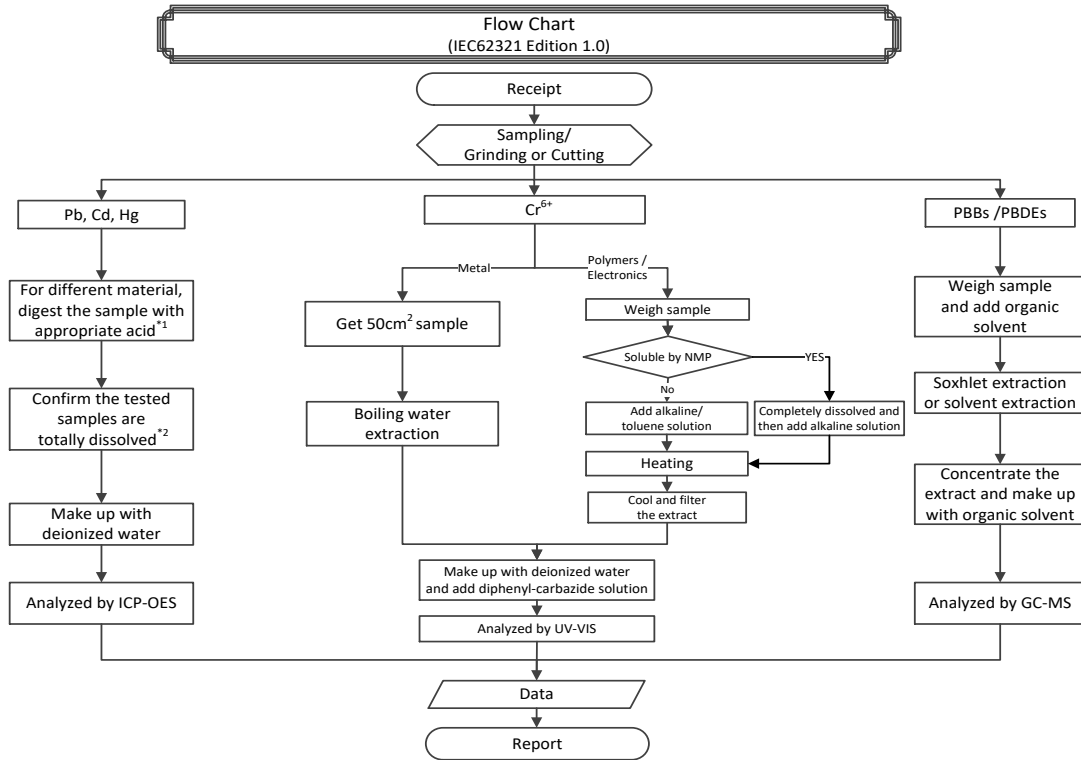 Flow Chart
(IEC62321 Edition 1.0)
Receipt
Sampling/
Grinding or Cutting
Pb, Cd, Hg
Cr⁶⁺
PBBs /PBDEs
Metal
Polymers /
Electronics
For different material,
digest the sample with
appropriate acid*¹
Get 50cm² sample
Weigh sample
Weigh sample
and add organic
solvent
Soluble by NMP
YES
No
Confirm the tested
samples are
totally dissolved*²
Boiling water
extraction
Add alkaline/
toluene solution
Completely dissolved and
then add alkaline solution
Soxhlet extraction
or solvent extraction
Heating
Cool and filter
the extract
Concentrate the
extract and make up
with organic solvent
Make up with
deionized water
Make up with deionized water
and add diphenyl-carbazide solution
Analyzed by ICP-OES
Analyzed by UV-VIS
Analyzed by GC-MS
Data
Report